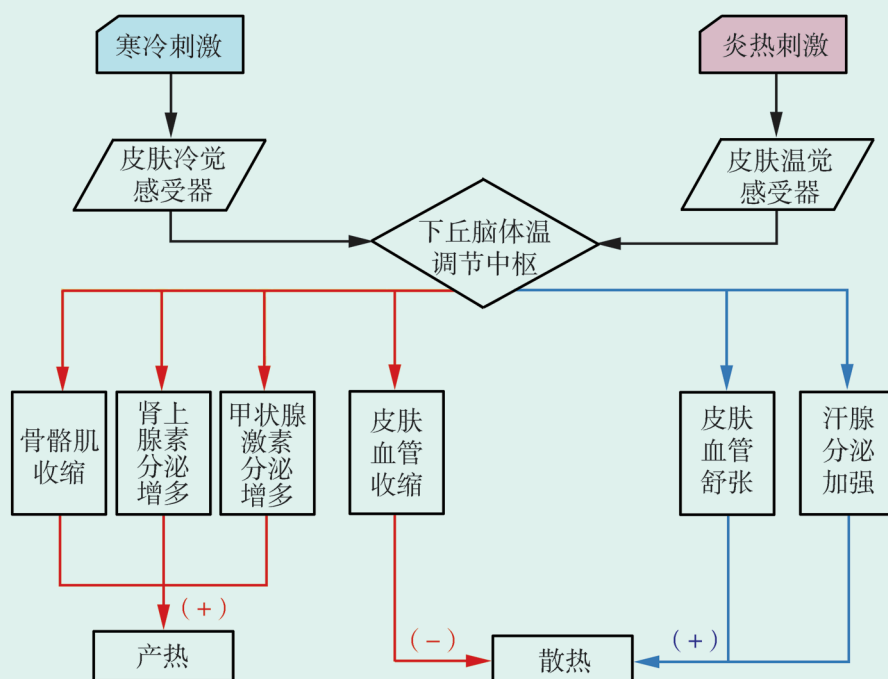 寒冷刺激
炎热刺激
皮肤冷觉
感受器
皮肤温觉
感受器
下丘脑体温
调节中枢
骨骼肌
收缩
肾上
腺素
分泌
增多
甲状腺
激素
分泌
增多
皮肤
血管
收缩
皮肤
血管
舒张
汗腺
分泌
加强
(+)
(-)
(+)
产热
散热